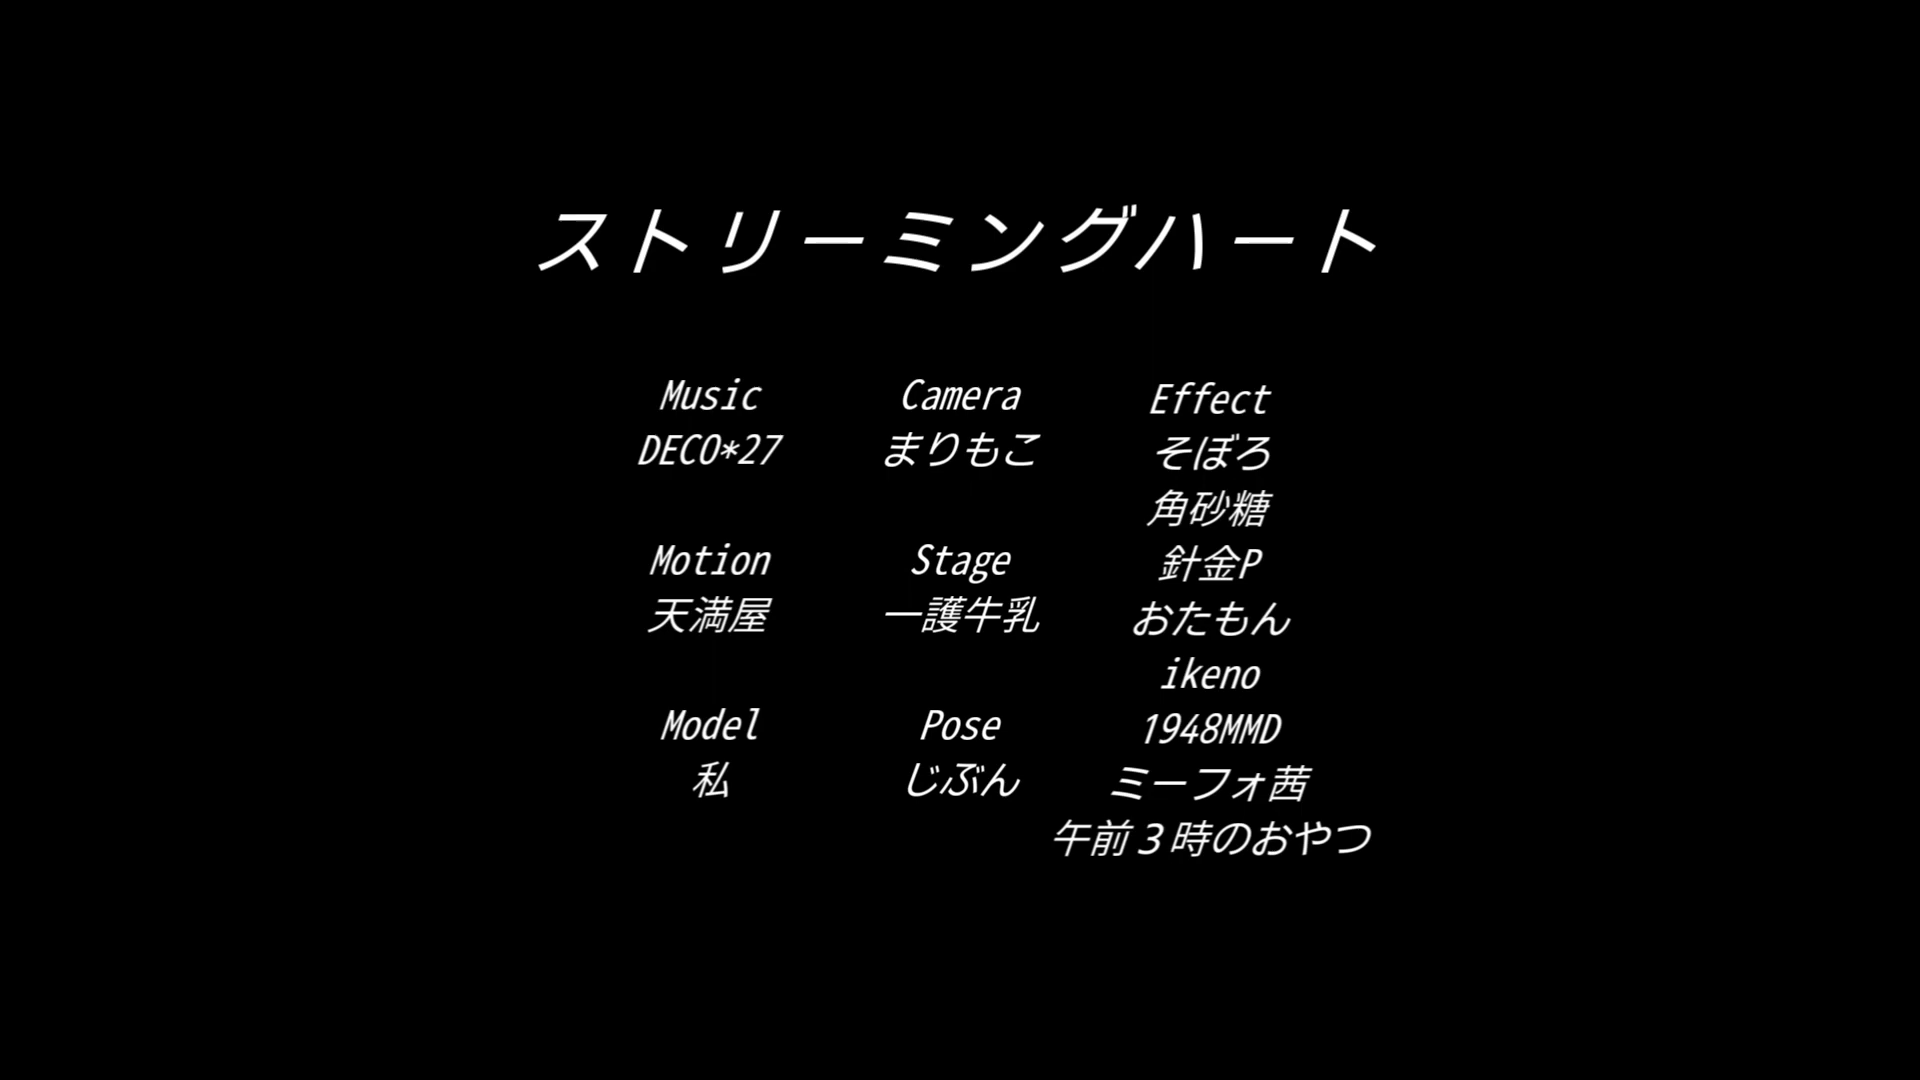 ストリーミングハート
Music
DECO*27
Motion
天満屋
Model
私
Camera
まりもこ
Stage
一護牛乳
Pose
じぶん
Effect
そぼろ
角砂糖
針金P
おたもん
ikeno
1948MMD
ミーフォ茜
午前３時のおやつ